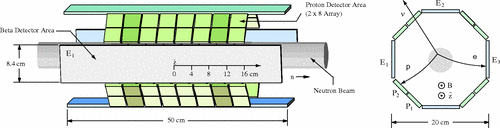 Proton Detector Area
(2 x 8 Array)
Beta Detector Area
E1
8.4 cm
z
0 4 8 12 16 cm
n
Neutron Beam
50 cm
E2
ν
E1
E3
p
e
B
z
P2
P1
20 cm